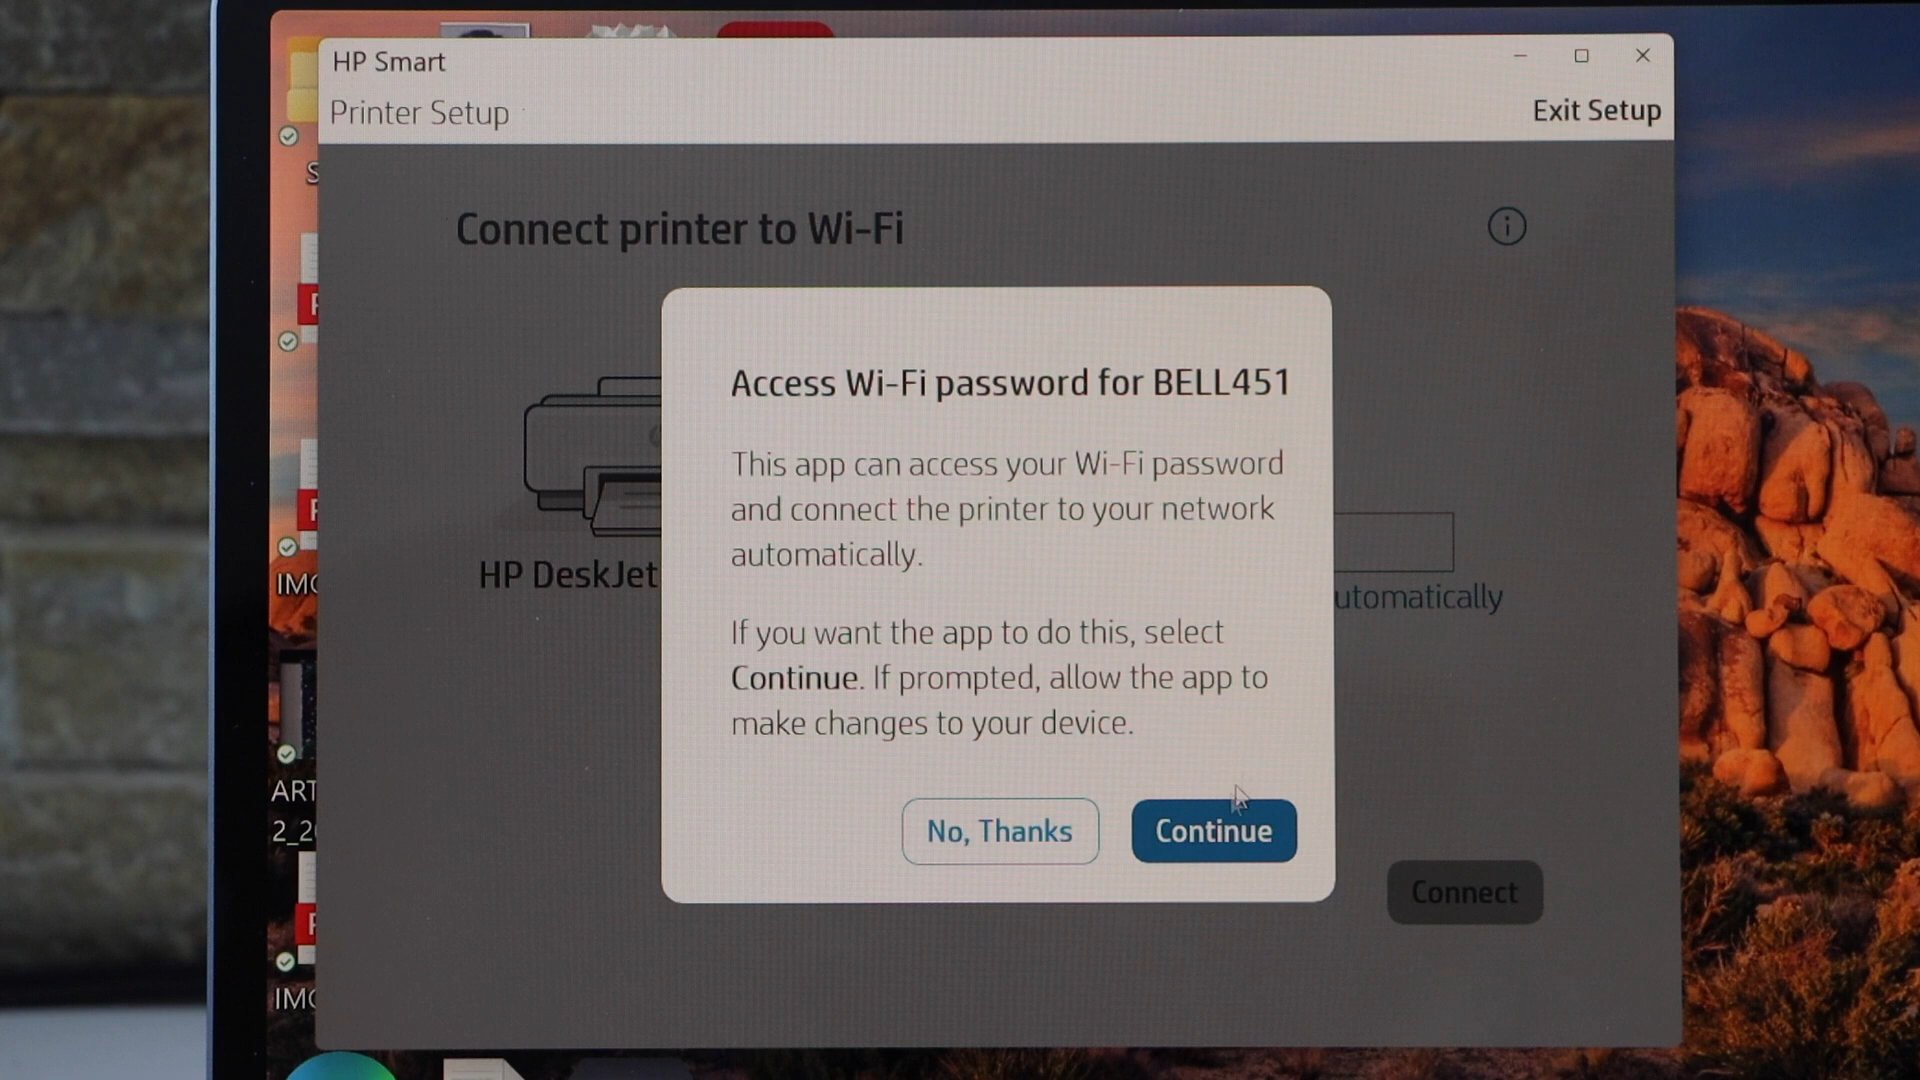 HP Smart
Printer Setup
Exit Setup
Connect printer to Wi-Fi
Access Wi-Fi password for BELL451
This app can access your Wi-Fi password
and connect the printer to your network
automatically.
HP DeskJet
utomatically
If you want the app to do this, select
Continue. If prompted, allow the app to
make changes to your device.
No, Thanks
Continue
Connect
S
IMG
ART
2_20
IMG